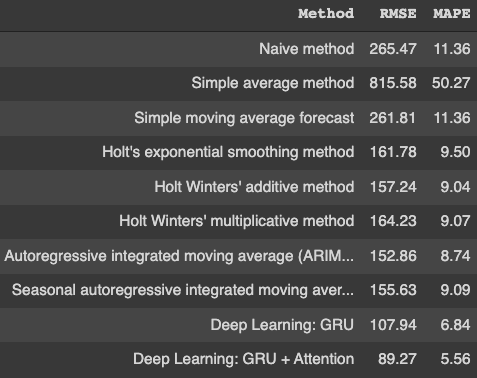 Method RMSE MAPE
Naive method 265.47 11.36
Simple average method 815.58 50.27
Simple moving average forecast 261.81 11.36
Holt's exponential smoothing method 161.78 9.50
Holt Winters' additive method 157.24 9.04
Holt Winters' multiplicative method 164.23 9.07
Autoregressive integrated moving average (ARIM... 152.86 8.74
Seasonal autoregressive integrated moving aver... 155.63 9.09
Deep Learning: GRU 107.94 6.84
Deep Learning: GRU + Attention 89.27 5.56